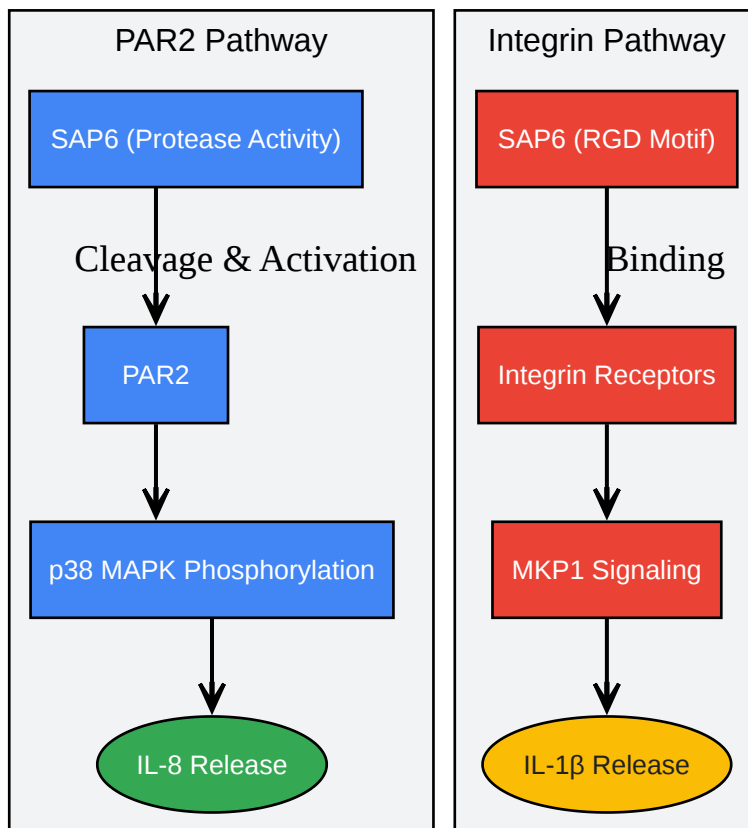 PAR2 Pathway
SAP6 (Protease Activity)
Cleavage & Activation
PAR2
p38 MAPK Phosphorylation
IL-8 Release
Integrin Pathway
SAP6 (RGD Motif)
Binding
Integrin Receptors
MKP1 Signaling
IL-1β Release